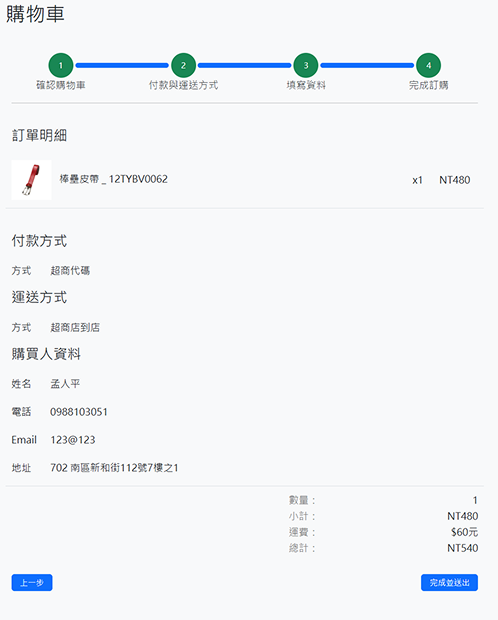 購物車
1 2 3 4
確認購物車 付款與運送方式 填寫資料 完成訂購
訂單明細
棒壘皮帶 _ 12TYBV0062 x1 NT480
付款方式
方式 超商代碼
運送方式
方式 超商店到店
購買人資料
姓名 孟人平
電話 0988103051
Email 123@123
地址 702 南區新和街112號7樓之1
數量： 1
小計： NT480
運費： $60元
總計： NT540
上一步 完成並送出